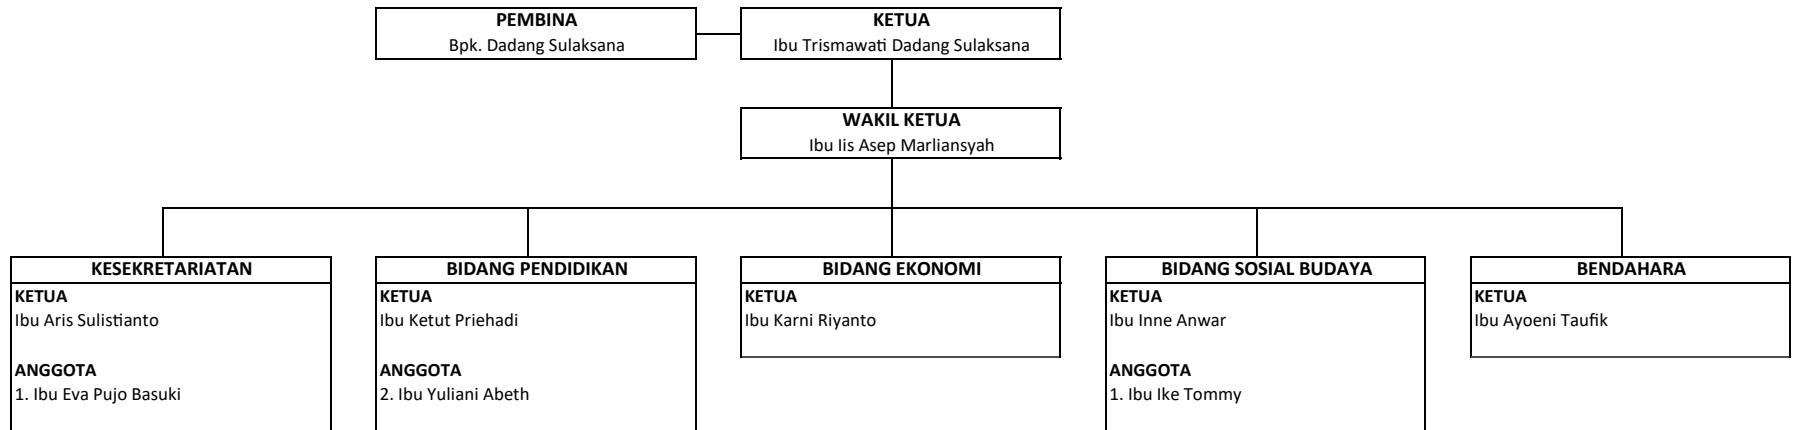 PEMBINA
Bpk. Dadang Sulaksana
KETUA
Ibu Trismawati Dadang Sulaksana
WAKIL KETUA
Ibu Iis Asep Marliansyah
KESEKRETARIATAN
KETUA
Ibu Aris Sulistianto
ANGGOTA
1. Ibu Eva Pujo Basuki
BIDANG PENDIDIKAN
KETUA
Ibu Ketut Priehadi
ANGGOTA
2. Ibu Yuliani Abeth
BIDANG EKONOMI
KETUA
Ibu Karni Riyanto
BIDANG SOSIAL BUDAYA
KETUA
Ibu Inne Anwar
ANGGOTA
1. Ibu Ike Tommy
BENDAHARA
KETUA
Ibu Ayoeni Taufik